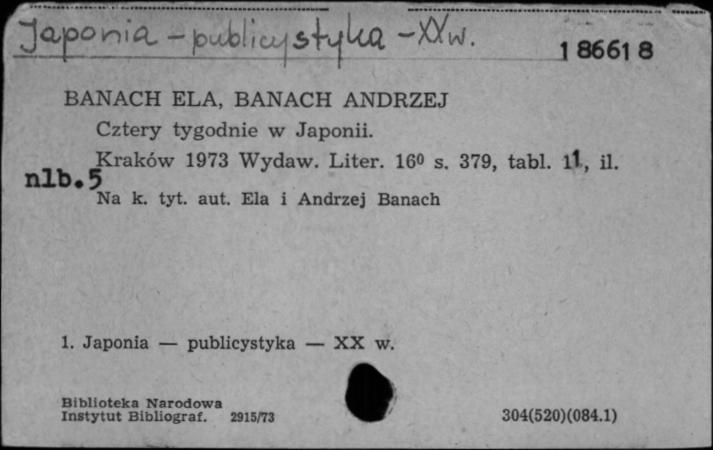 Japonia – publicystyka – XX w.
186618
BANACH ELA, BANACH ANDRZEJ
Cztery tygodnie w Japonii.
Kraków 1973 Wydaw. Liter. 16⁰ s. 379, tabl. 11, il.
nlb. 5
Na k. tyt. aut. Ela i Andrzej Banach
1. Japonia — publicystyka — XX w.
Biblioteka Narodowa
Instytut Bibliograf. 2915/73
304(520)(084.1)